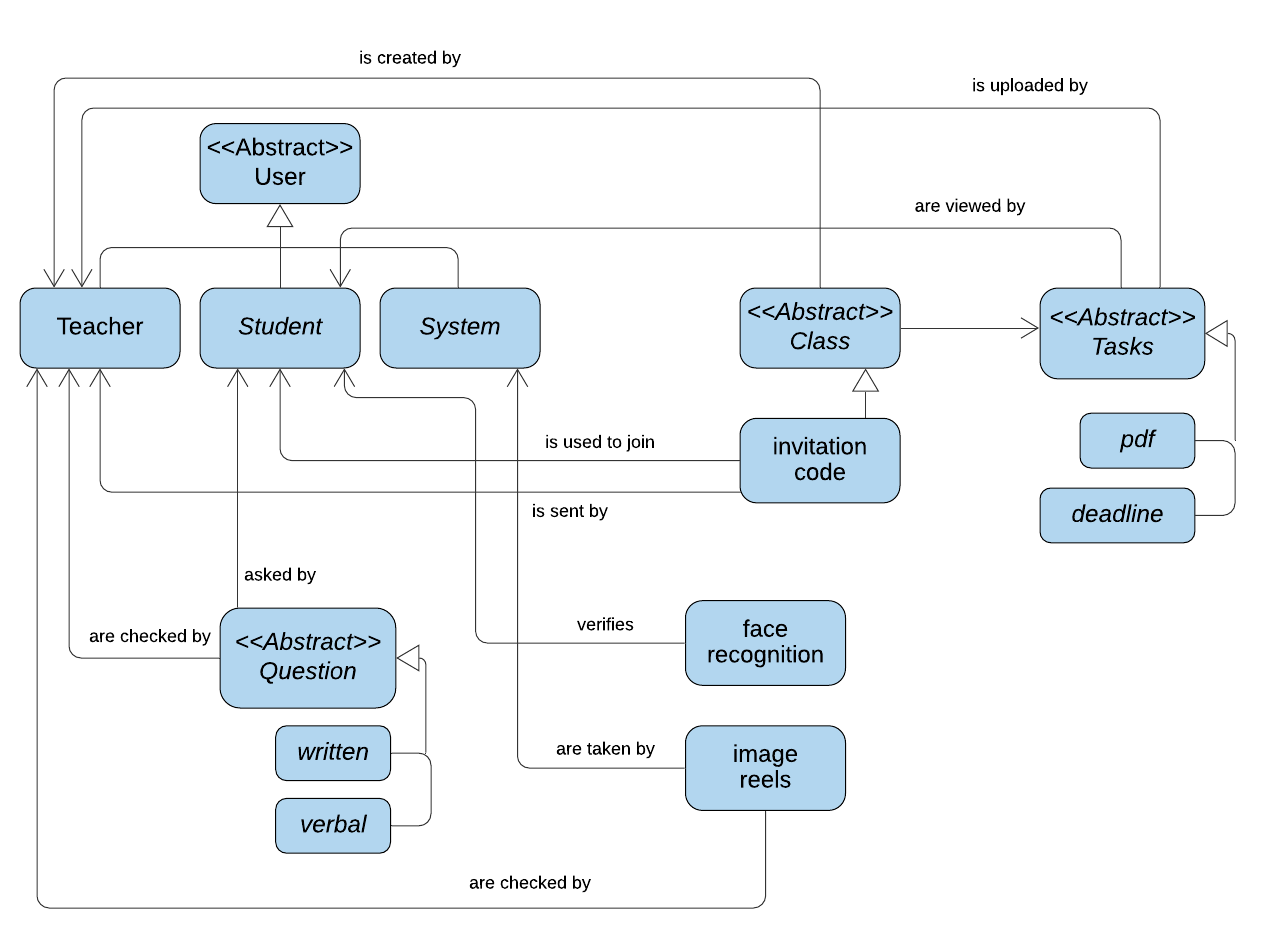 is created by
is uploaded by
<<Abstract>>
User
are viewed by
Teacher
Student
System
<<Abstract>>
Class
<<Abstract>>
Tasks
is used to join
invitation
code
pdf
is sent by
deadline
asked by
are checked by
<<Abstract>>
Question
verifies
face
recognition
written
are taken by
image
reels
verbal
are checked by